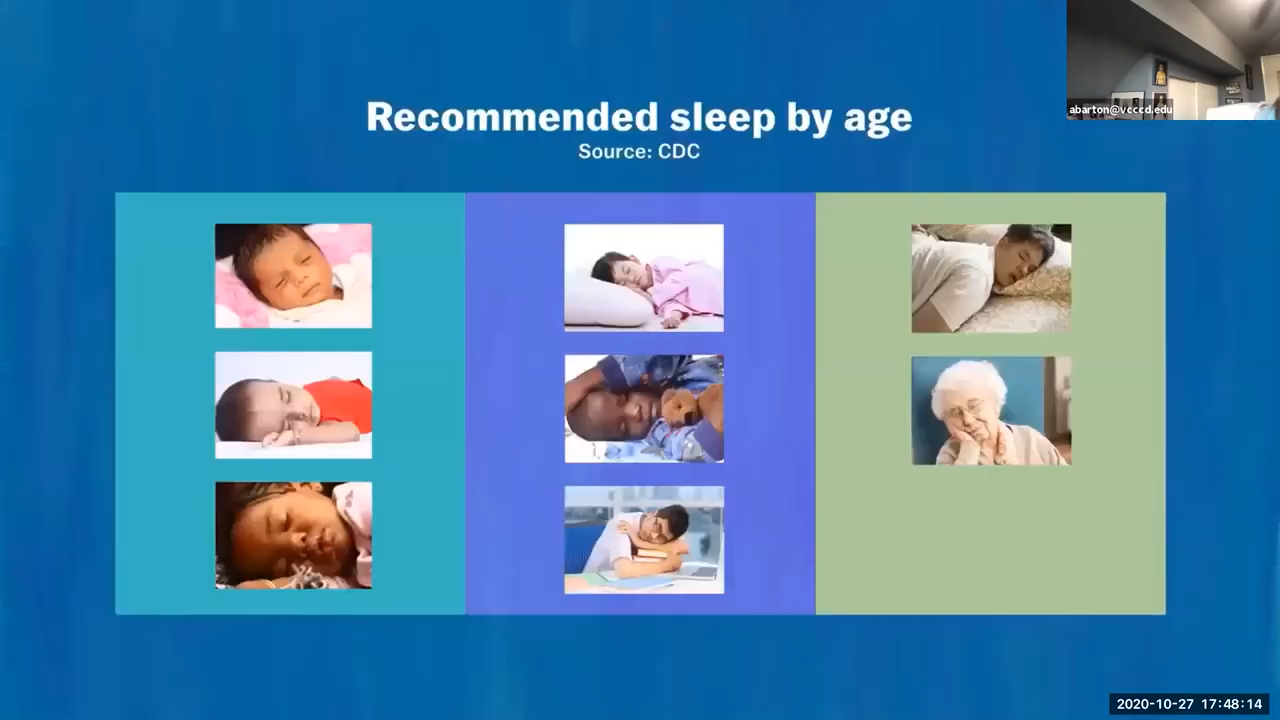 Recommended sleep by age
Source: CDC
abarton@vcccd.edu
2020-10-27 17:48:14